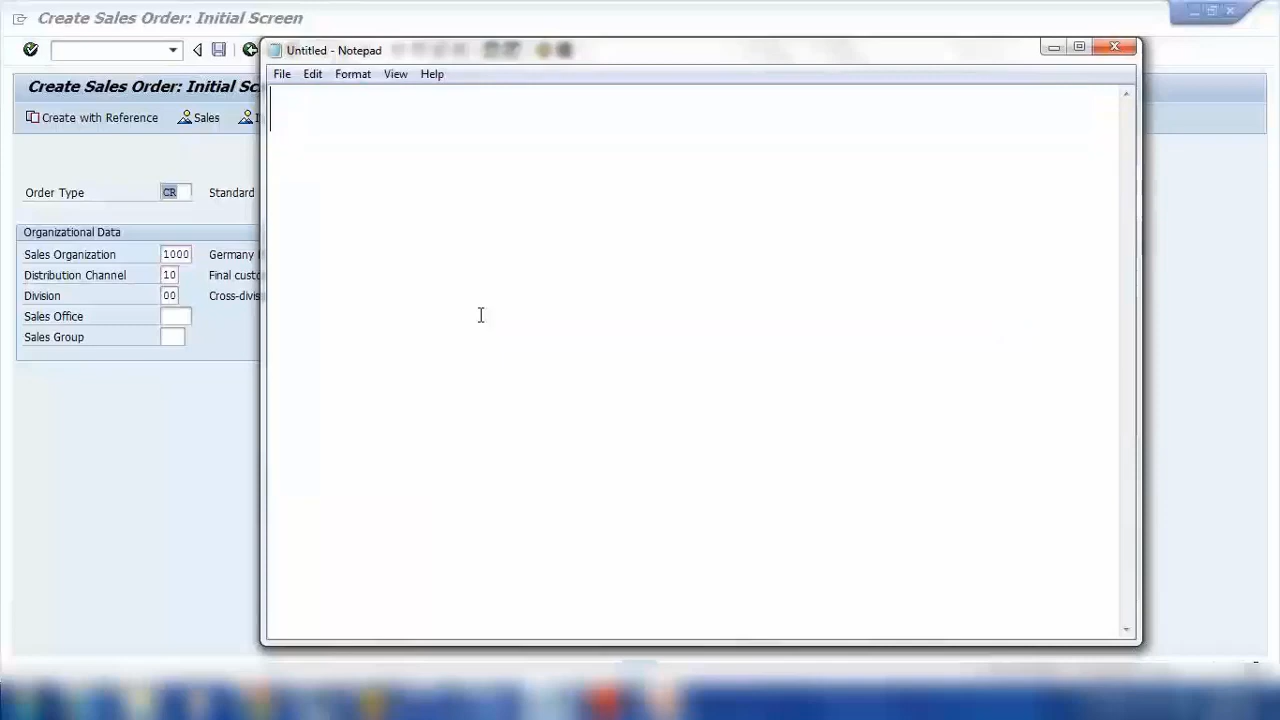 Create Sales Order: Initial Screen
Untitled - Notepad
Create Sales Order: Initial Sc
File Edit Format View Help
Create with Reference Sales
Order Type CR Standard
Organizational Data
Sales Organization 1000 Germany
Distribution Channel 10 Final custo
Division 00 Cross-divis
Sales Office
Sales Group